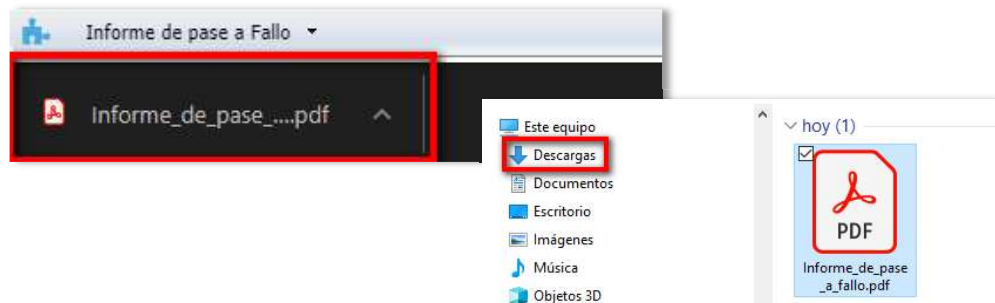 Informe de pase a Fallo
Informe_de_pase_....pdf
Este equipo
Descargas
Documentos
Escritorio
Imágenes
Música
Objetos 3D
hoy (1)
PDF
Informe_de_pase
_a_fallo.pdf